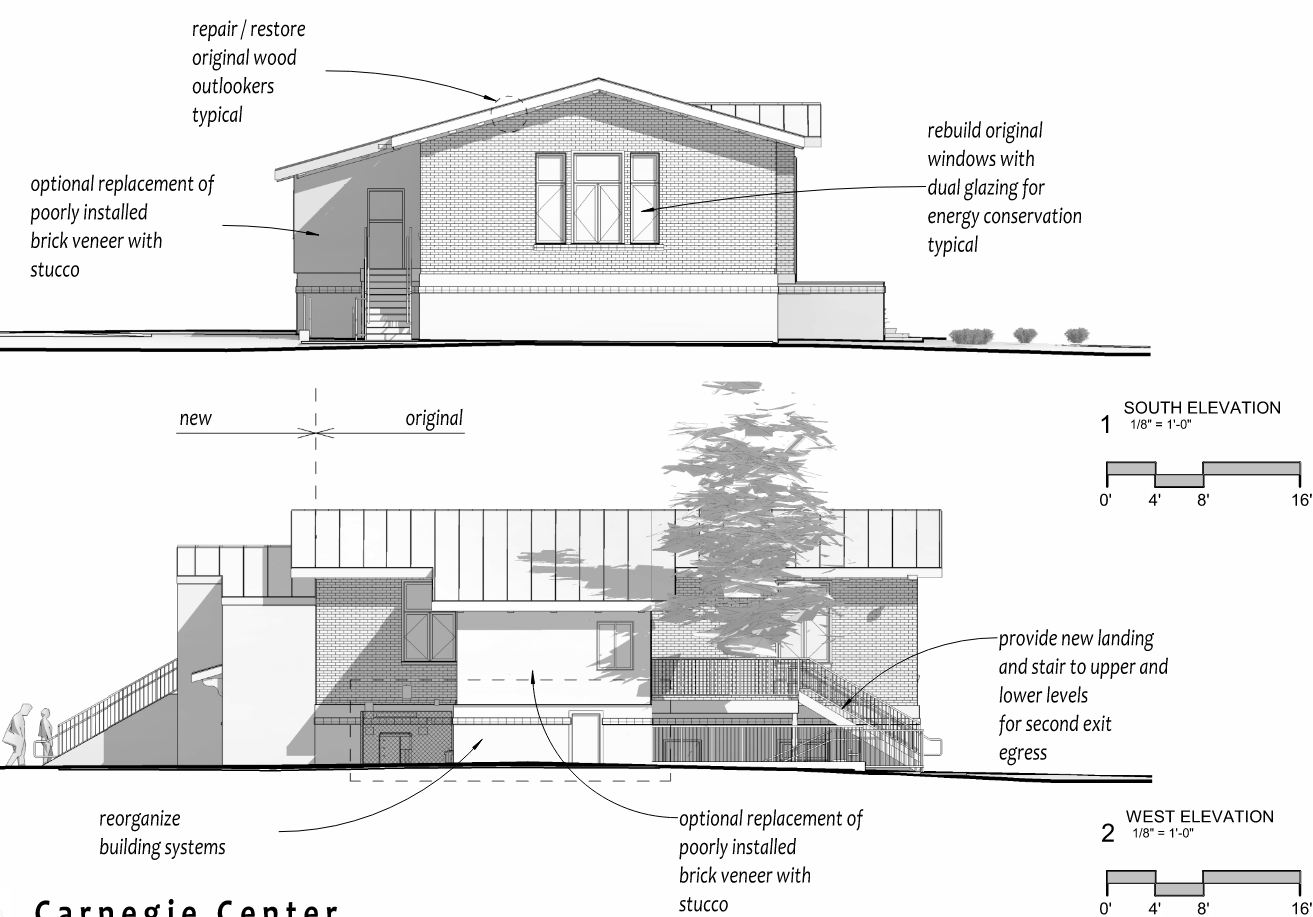 repair / restore
original wood
outlookers
typical
optional replacement of
poorly installed
brick veneer with
stucco
rebuild original
windows with
dual glazing for
energy conservation
typical
1 SOUTH ELEVATION
1/8" = 1'-0"
0' 4' 8' 16'
new original
provide new landing
and stair to upper and
lower levels
for second exit
egress
reorganize
building systems
optional replacement of
poorly installed
brick veneer with
stucco
2 WEST ELEVATION
1/8" = 1'-0"
0' 4' 8' 16'
Carnegie Center